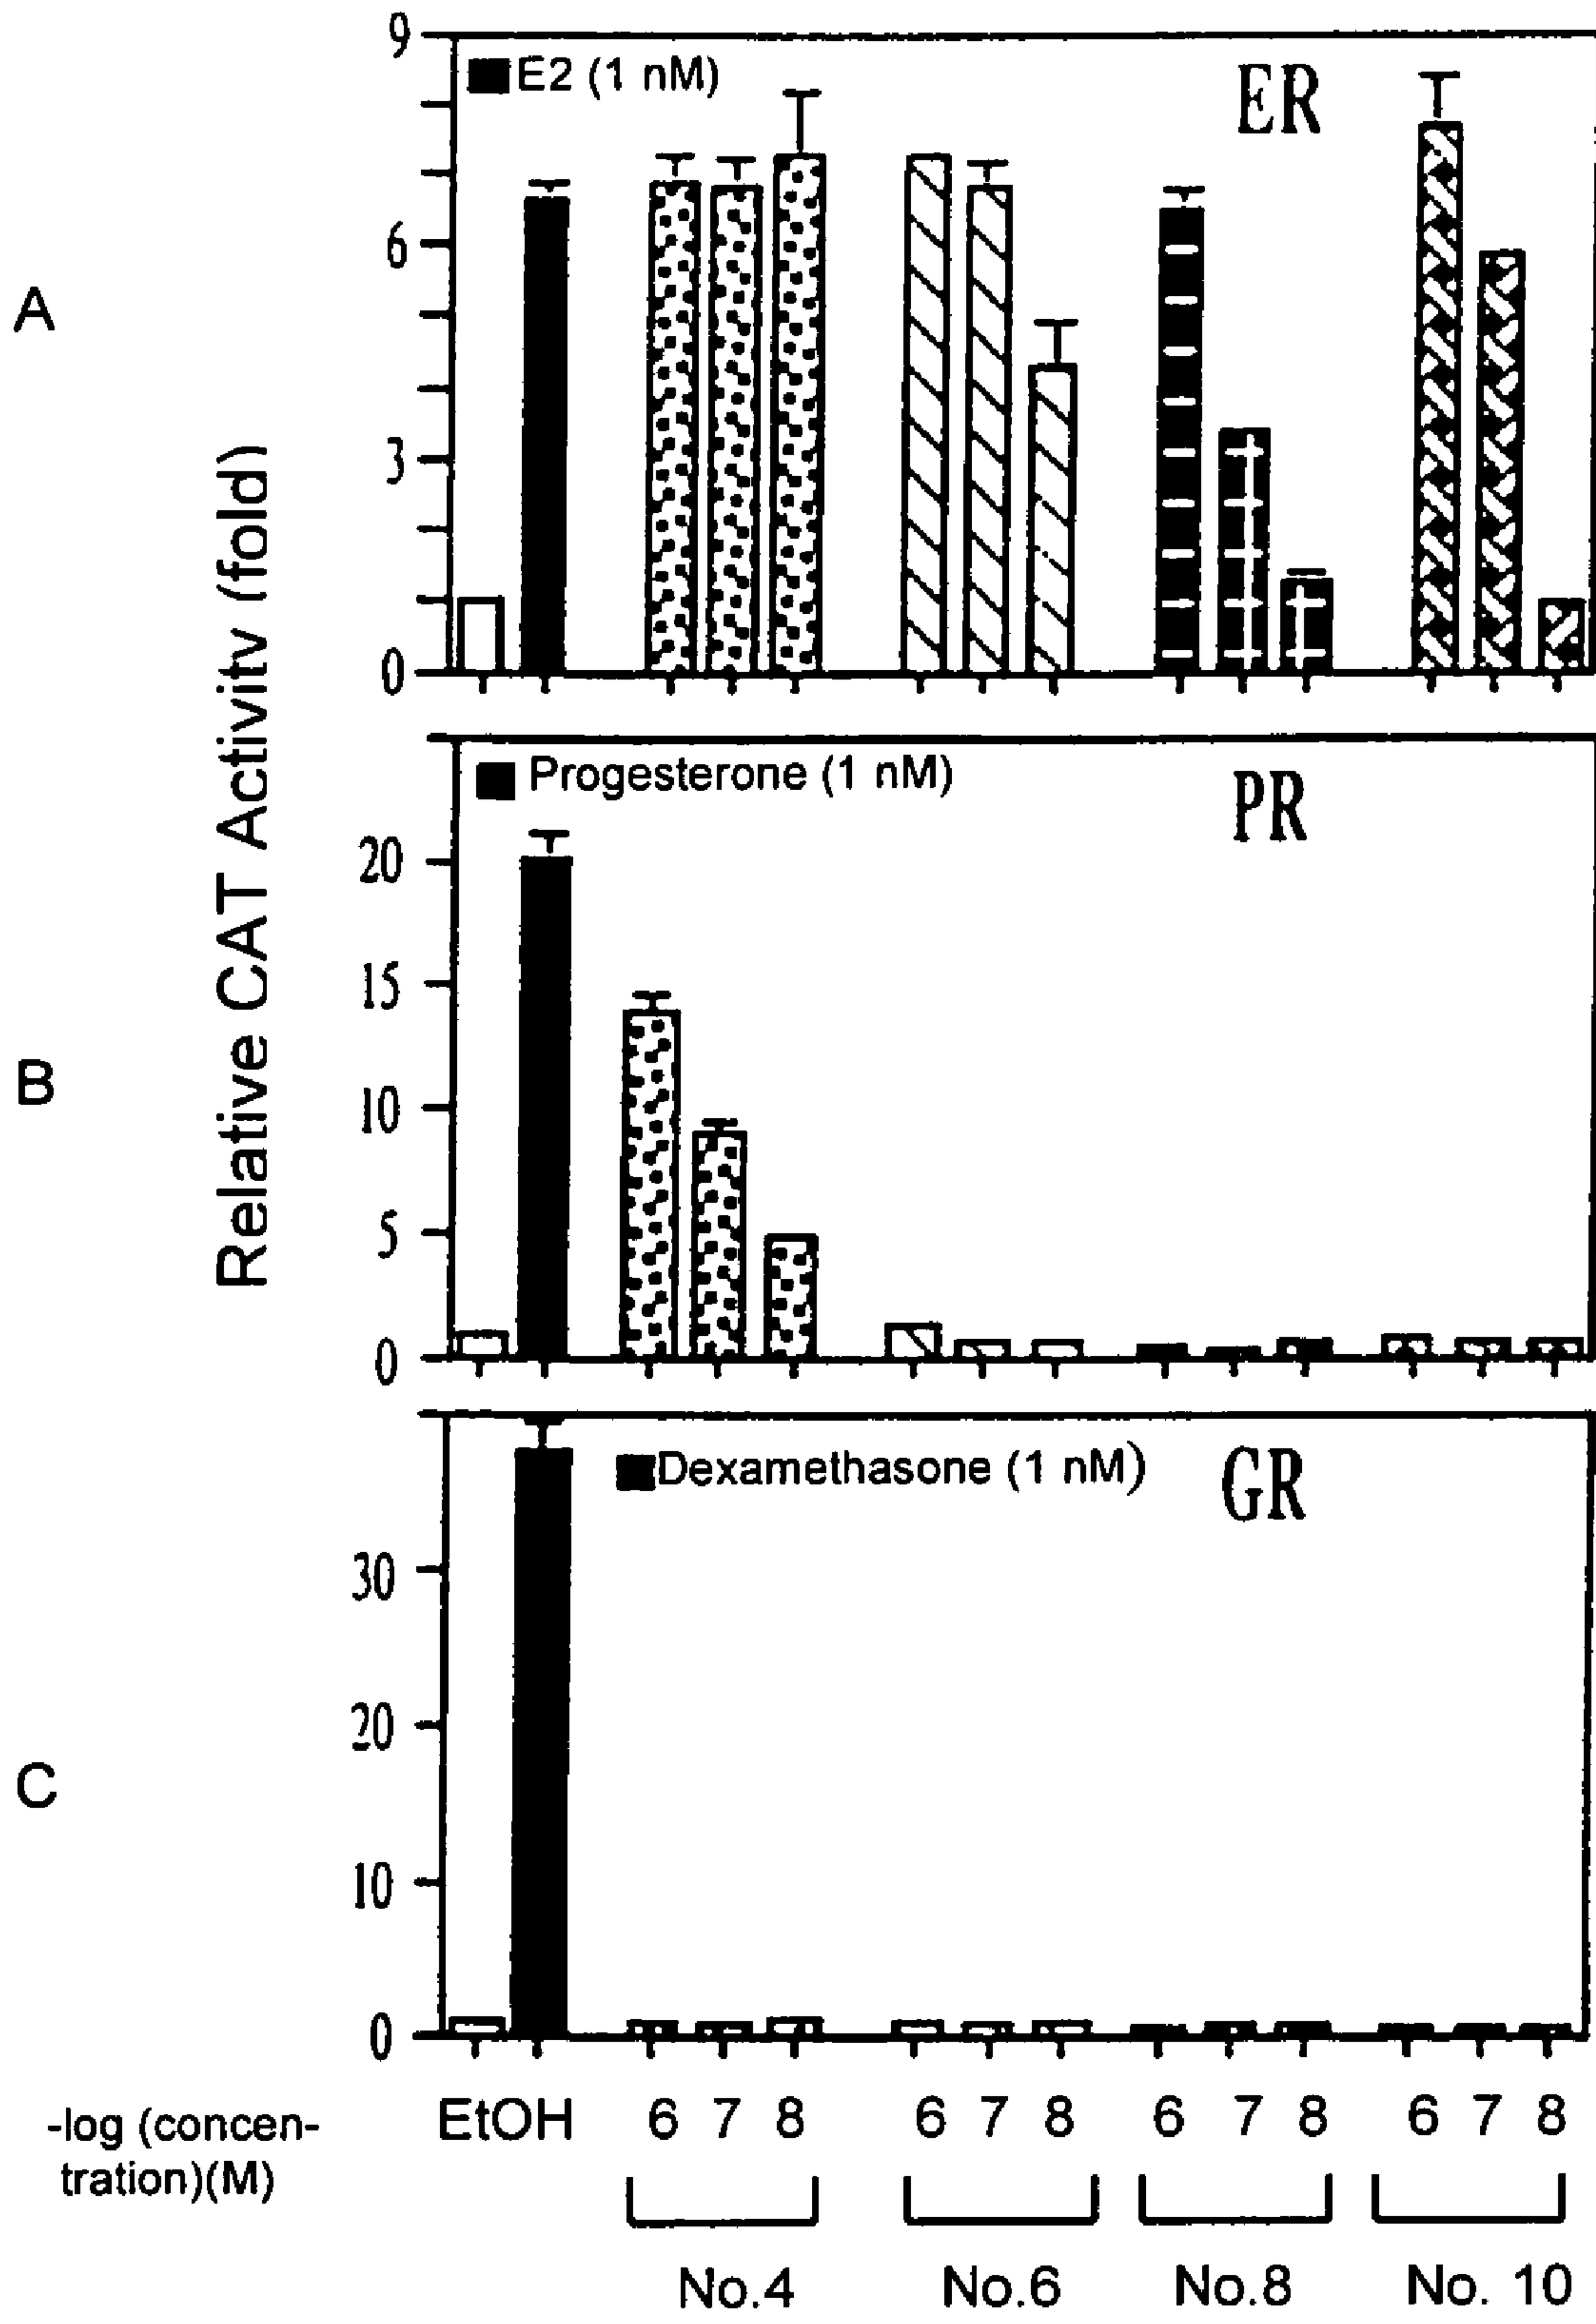 Relative CAT Activity (fold)
A
9
6
3
0
E2 (1 nM)
ER
B
20
15
10
5
0
Progesterone (1 nM)
PR
C
30
20
10
0
Dexamethasone (1 nM)
GR
-log (concen-
tration)(M)
EtOH 6 7 8 6 7 8 6 7 8 6 7 8
No.4 No.6 No.8 No. 10